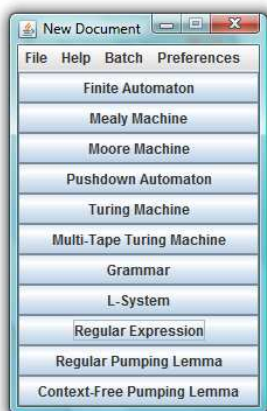 New Document
File Help Batch Preferences
Finite Automaton
Mealy Machine
Moore Machine
Pushdown Automaton
Turing Machine
Multi-Tape Turing Machine
Grammar
L-System
Regular Expression
Regular Pumping Lemma
Context-Free Pumping Lemma